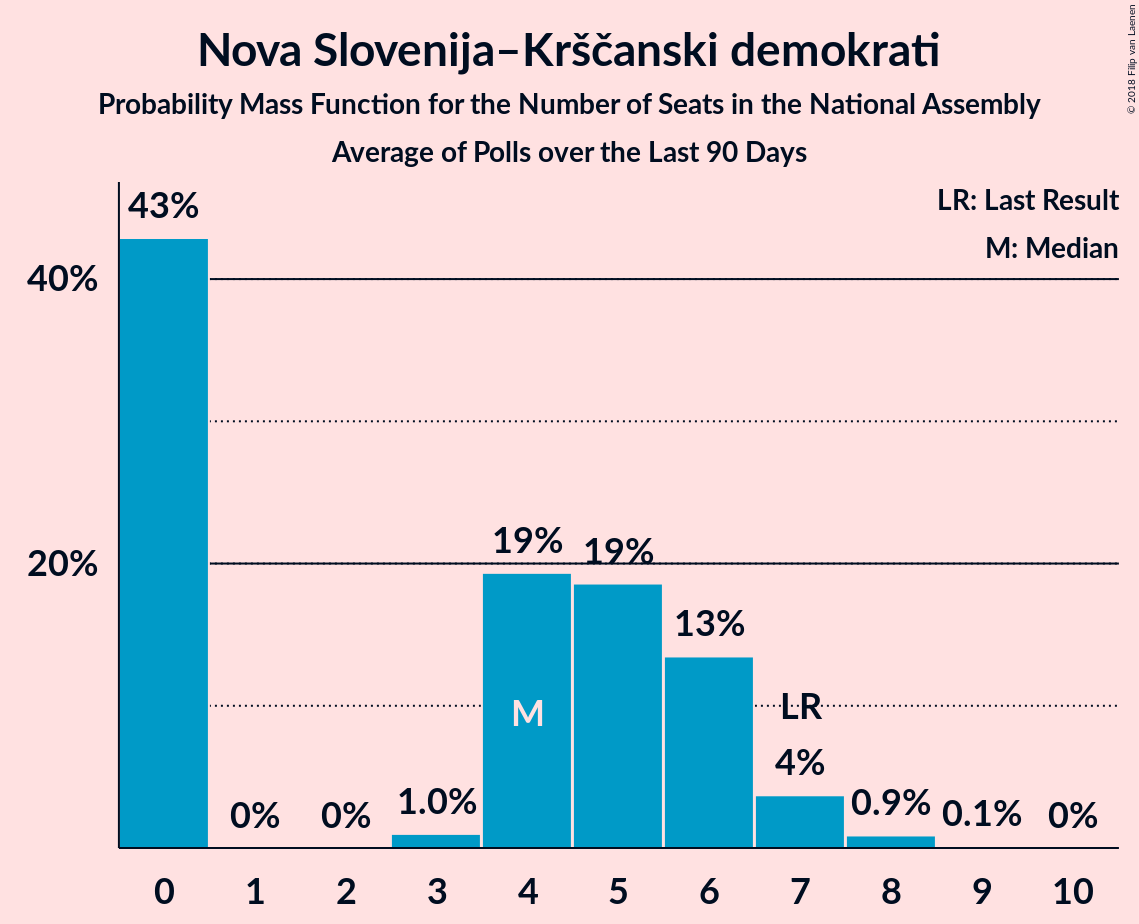 Nova Slovenija–Krščanski demokrati
Probability Mass Function for the Number of Seats in the National Assembly
Average of Polls over the Last 90 Days
© 2018 Filip van Laenen
LR: Last Result
M: Median
43%
40%
19%
19%
20%
13%
M
LR
4%
0%
0%
1.0%
0.9%
0.1%
0%
0 1 2 3 4 5 6 7 8 9 10